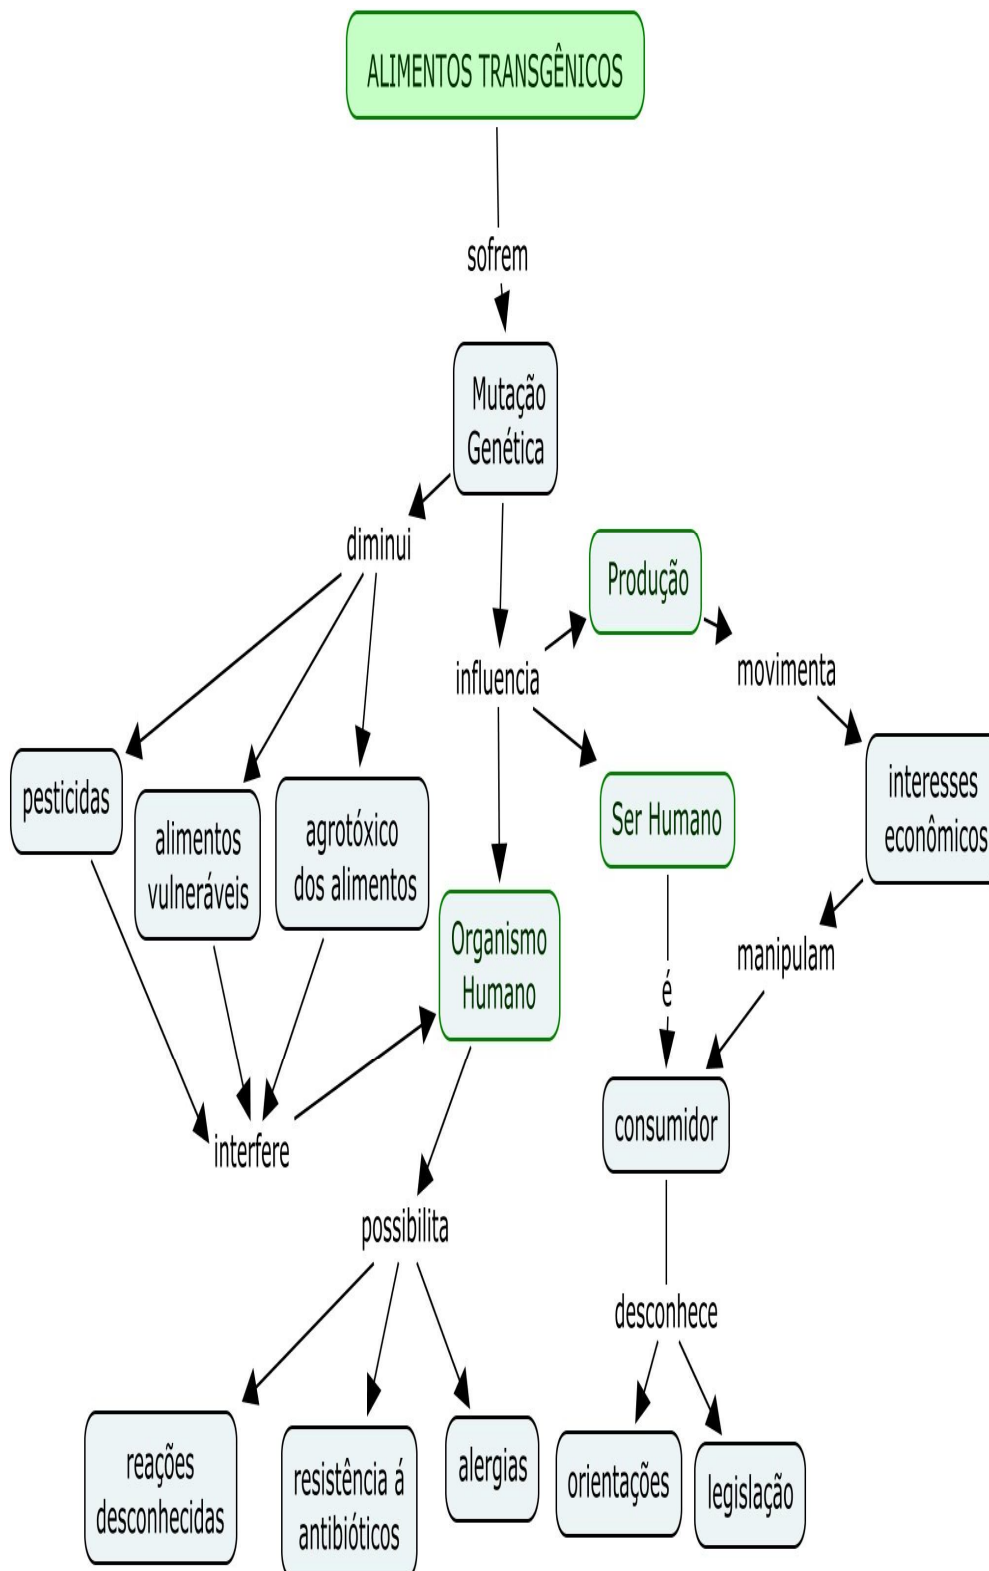 ALIMENTOS TRANSGÊNICOS
sofrem
Mutação
Genética
diminui
Produção
influencia
movimenta
pesticidas
alimentos
vulneráveis
agrotóxico
dos alimentos
Ser Humano
interesses
econômicos
Organismo
Humano
manipulam
é
consumidor
interfere
possibilita
desconhece
reações
desconhecidas
resistência á
antibióticos
alergias
orientações
legislação